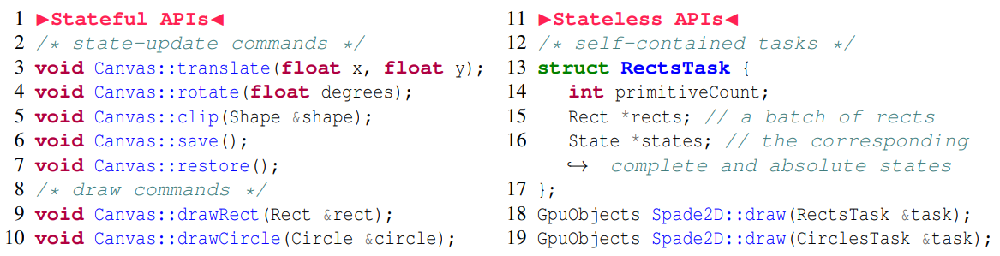 1 ▶Stateful APIs◀
2 /* state-update commands */
3 void Canvas::translate(float x, float y);
4 void Canvas::rotate(float degrees);
5 void Canvas::clip(Shape &shape);
6 void Canvas::save();
7 void Canvas::restore();
8 /* draw commands */
9 void Canvas::drawRect(Rect &rect);
10 void Canvas::drawCircle(Circle &circle);
11 ▶Stateless APIs◀
12 /* self-contained tasks */
13 struct RectsTask {
14 int primitiveCount;
15 Rect *rects; // a batch of rects
16 State *states; // the corresponding
↪ complete and absolute states
17 };
18 GpuObjects Spade2D::draw(RectsTask &task);
19 GpuObjects Spade2D::draw(CirclesTask &task);